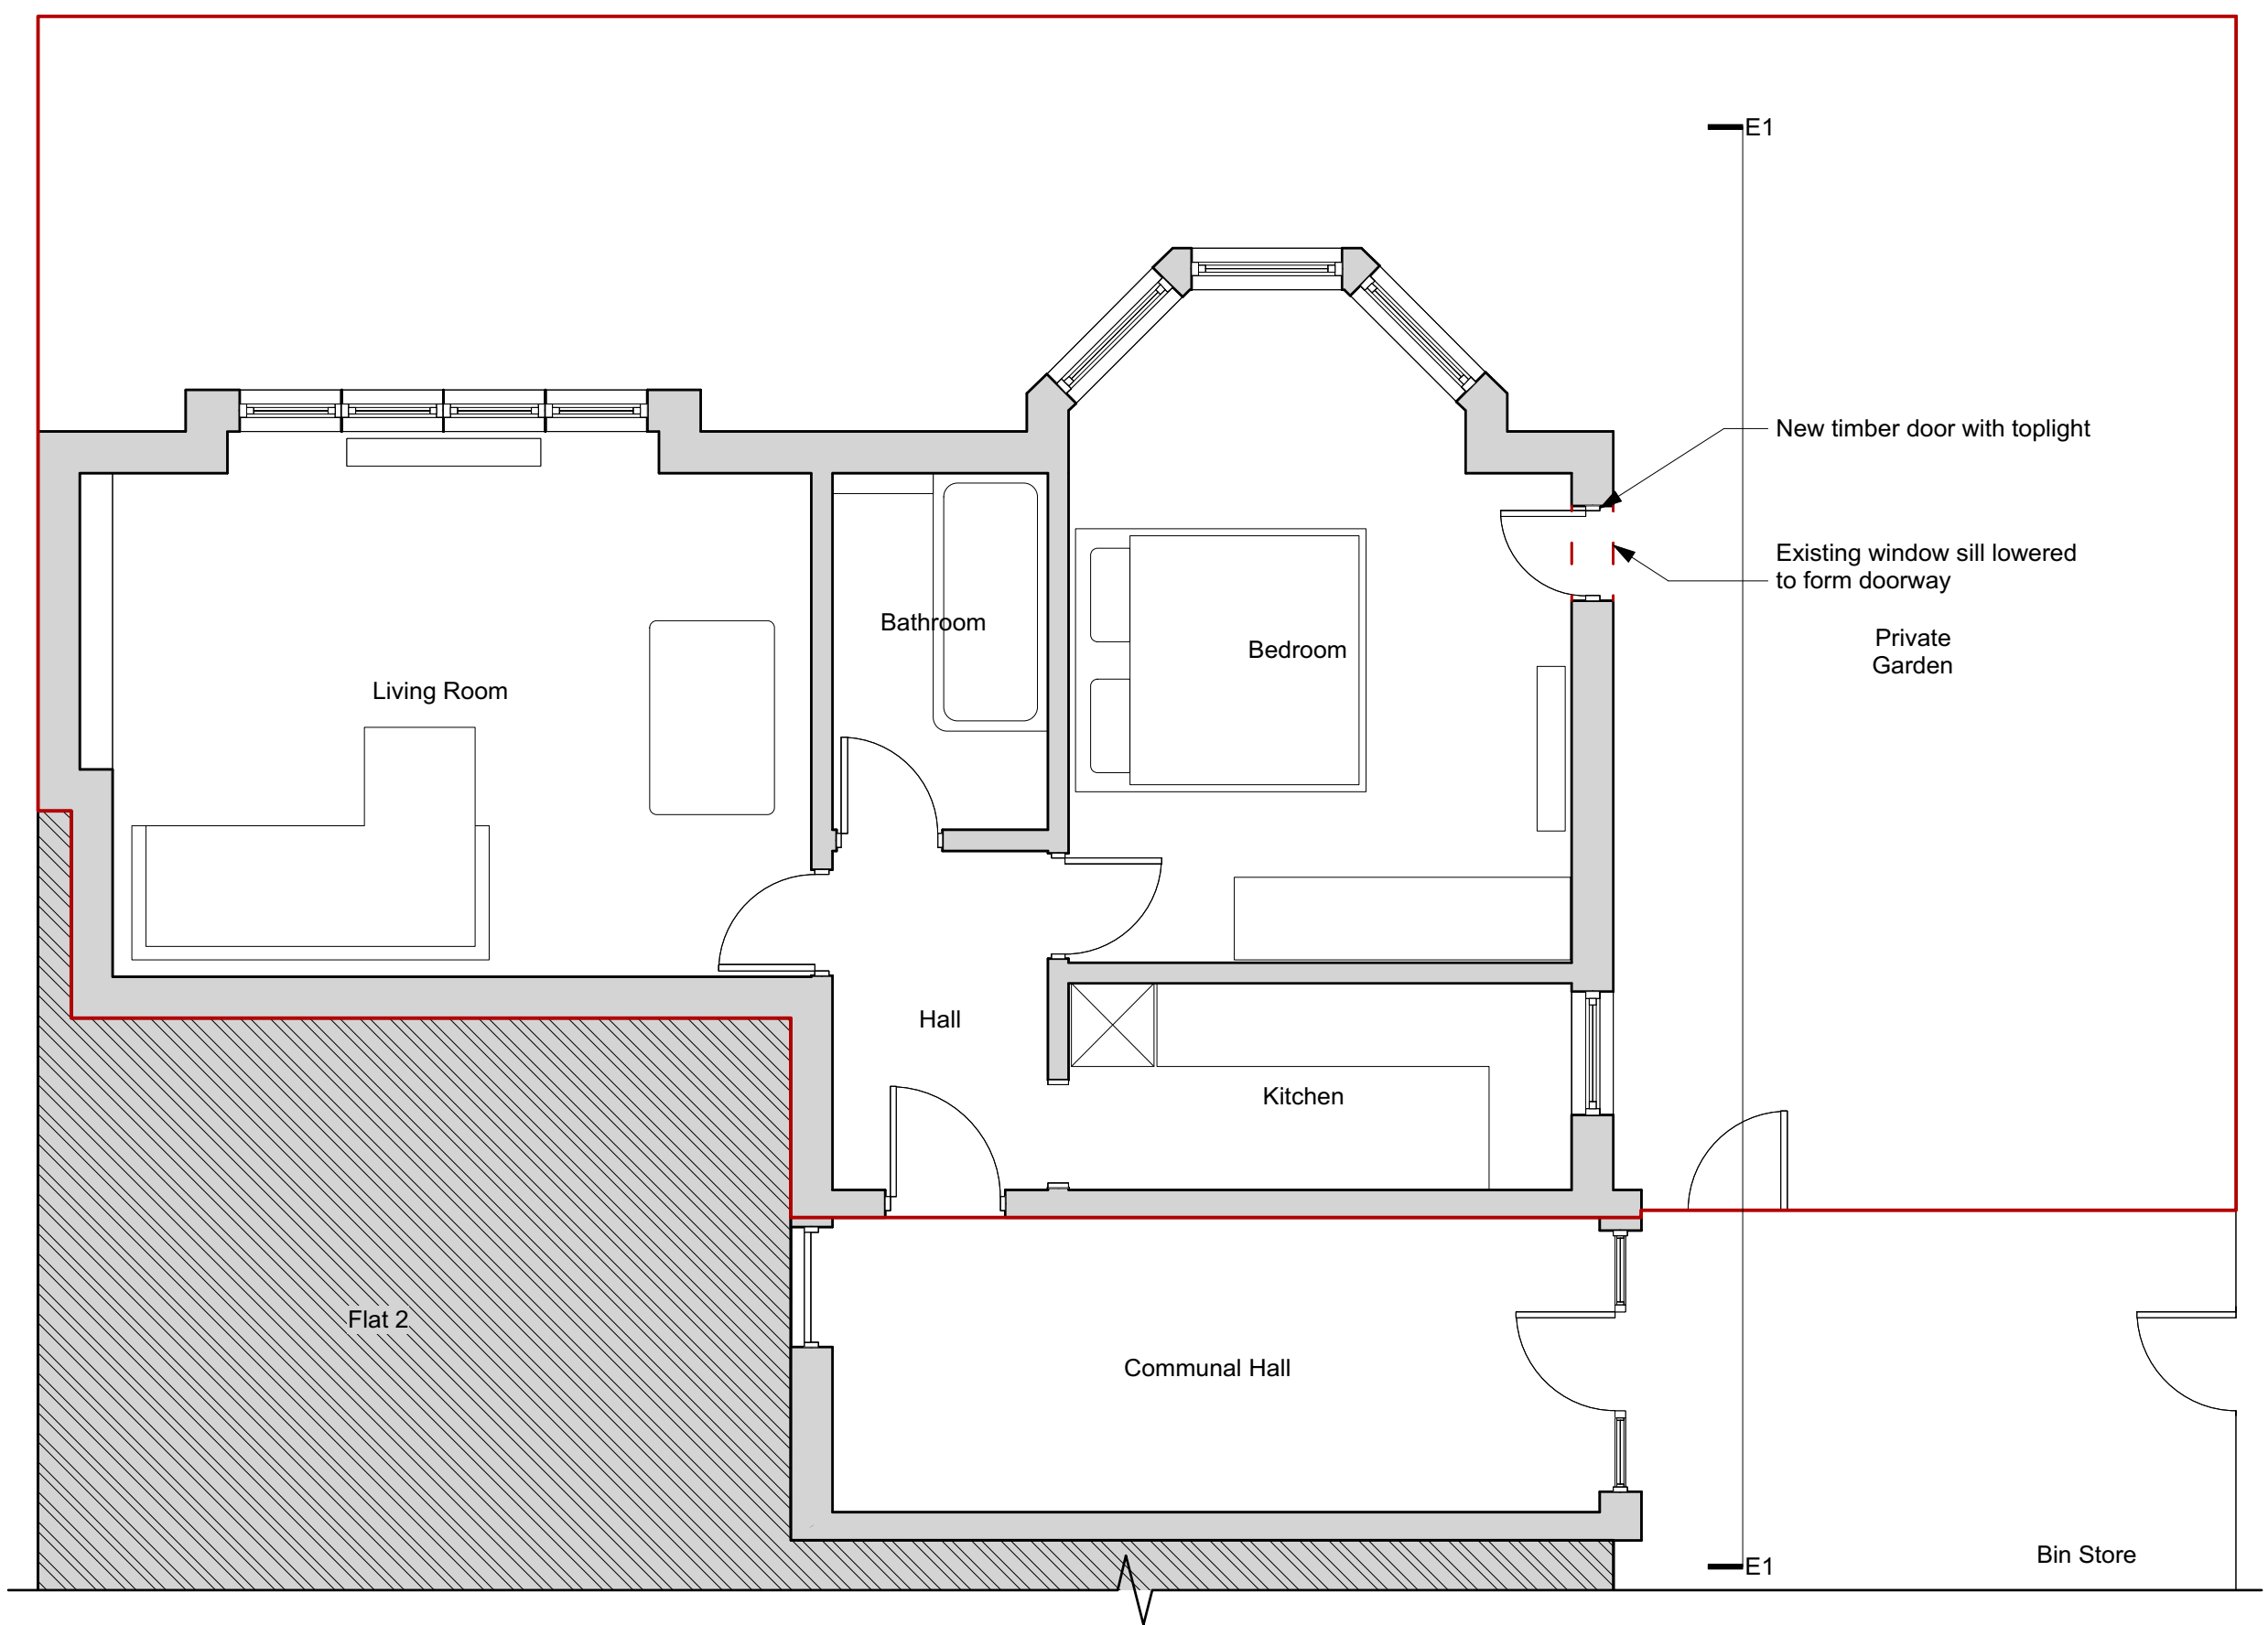 E1
New timber door with toplight
Existing window sill lowered
to form doorway
Private
Garden
Bathroom
Bedroom
Living Room
Hall
Kitchen
Flat 2
Communal Hall
Bin Store
E1